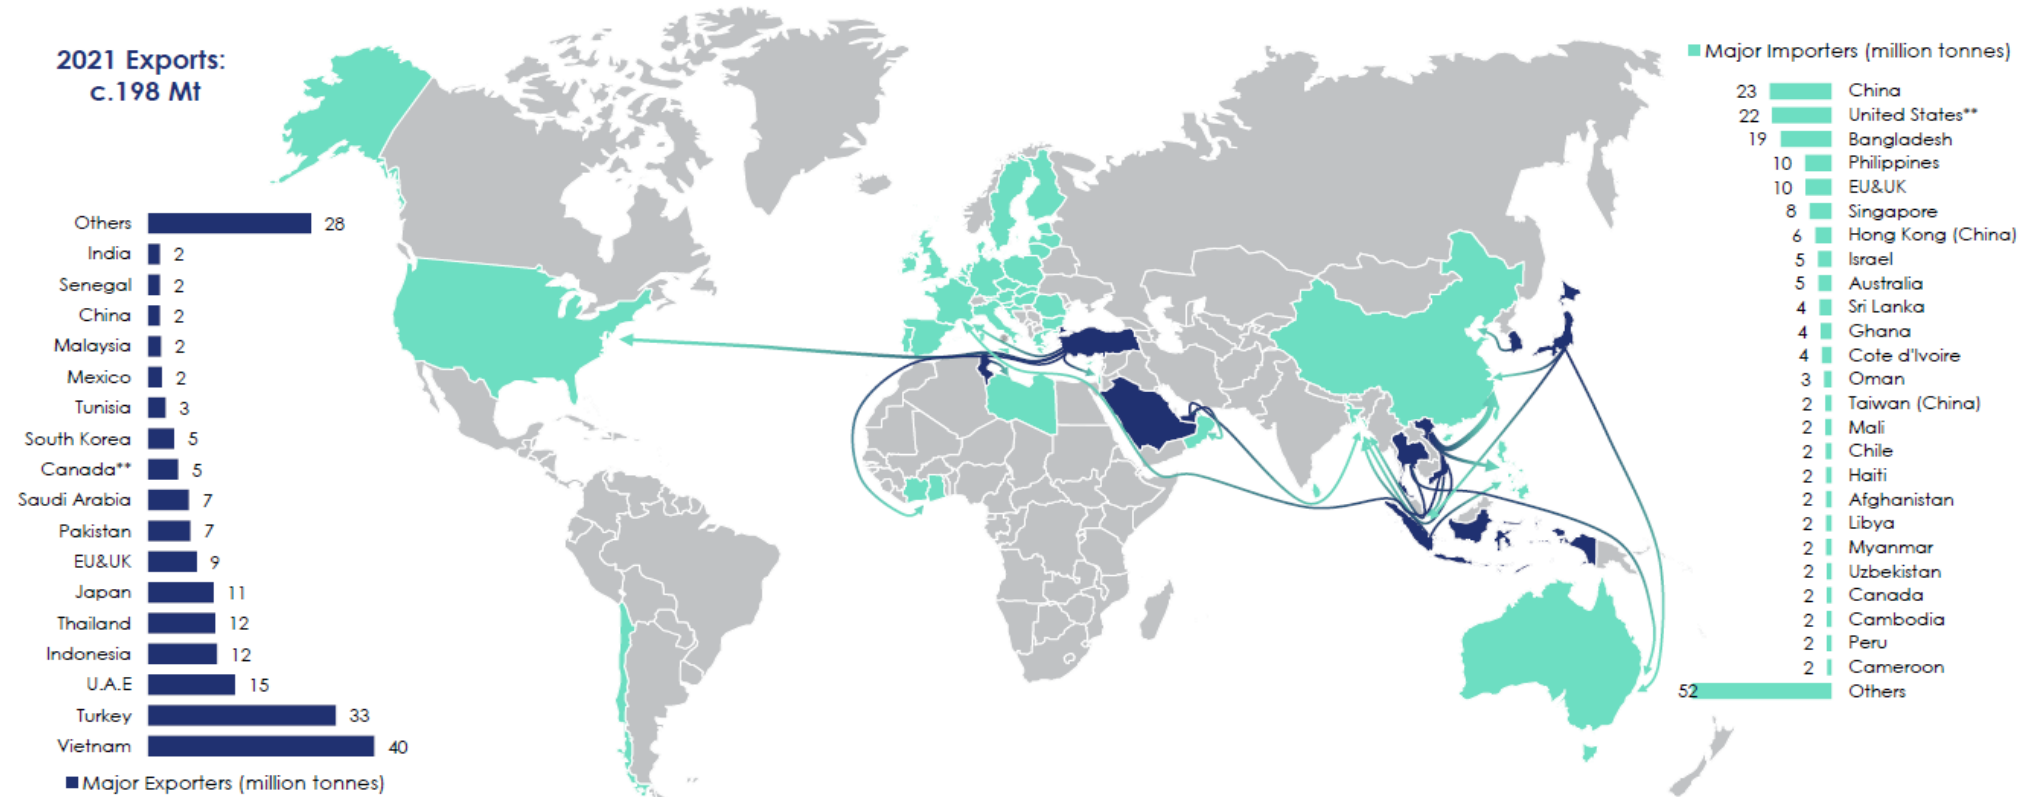 2021 Exports:
c.198 Mt
Others 28
India 2
Senegal 2
China 2
Malaysia 2
Mexico 2
Tunisia 3
South Korea 5
Canada** 5
Saudi Arabia 7
Pakistan 7
EU&UK 9
Japan 11
Thailand 12
Indonesia 12
U.A.E 15
Turkey 33
Vietnam 40
Major Exporters (million tonnes)
Major Importers (million tonnes)
23 China
22 United States**
19 Bangladesh
10 Philippines
10 EU&UK
8 Singapore
6 Hong Kong (China)
5 Israel
5 Australia
4 Sri Lanka
4 Ghana
4 Cote d'Ivoire
3 Oman
2 Taiwan (China)
2 Mali
2 Chile
2 Haiti
2 Afghanistan
2 Libya
2 Myanmar
2 Uzbekistan
2 Canada
2 Cambodia
2 Peru
2 Cameroon
52 Others